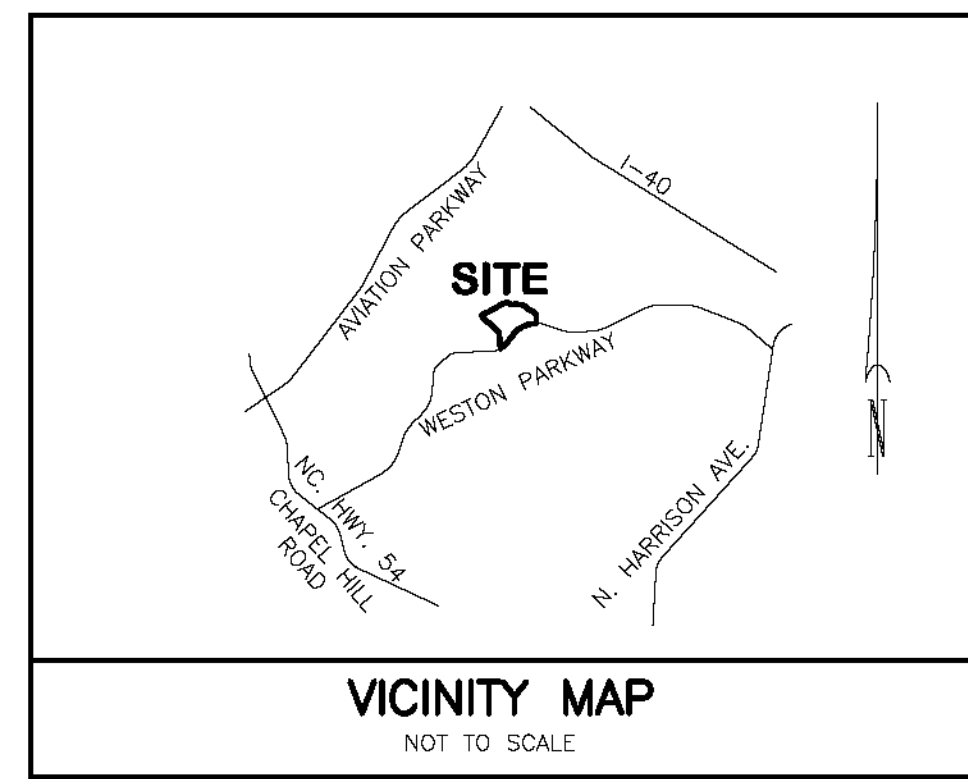 I-40
AVIATION PARKWAY
SITE
WESTON PARKWAY
N
NC. HWY. 54
CHAPEL HILL
ROAD
N. HARRISON AVE.
VICINITY MAP
NOT TO SCALE